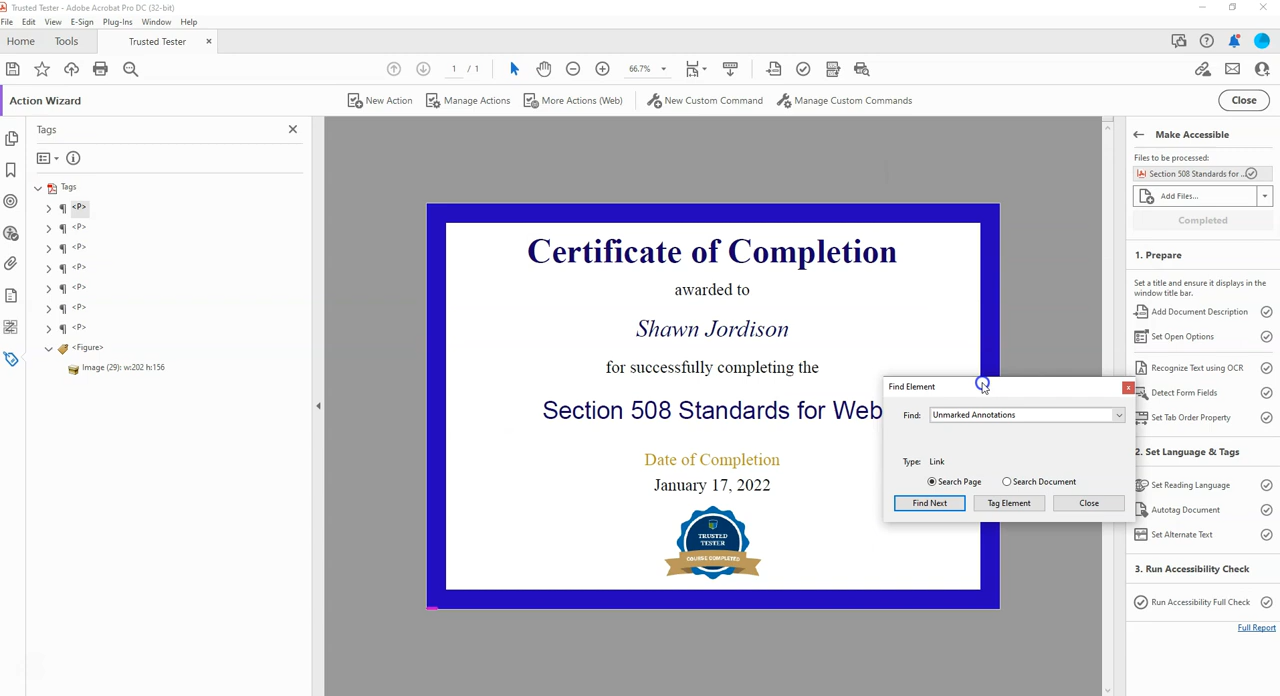 Trusted Tester - Adobe Acrobat Pro DC (32-bit)
File Edit View E-Sign Plug-Ins Window Help
Home Tools Trusted Tester ×
1 / 1 66.7%
Action Wizard New Action Manage Actions More Actions (Web) New Custom Command Manage Custom Commands Close
Tags
Tags
<P>
<P>
<P>
<P>
<P>
<P>
<P>
<Figure>
Image (29): w:202 h:156
Certificate of Completion
awarded to
Shawn Jordison
for successfully completing the
Section 508 Standards for Web
Date of Completion
January 17, 2022
TRUSTED
TESTER
COURSE COMPLETED
Find Element
Find: Unmarked Annotations
Type: Link
Search Page Search Document
Find Next Tag Element Close
Make Accessible
Files to be processed:
Section 508 Standards for ...
Add Files...
Completed
1. Prepare
Set a title and ensure it displays in the
window title bar.
Add Document Description
Set Open Options
Recognize Text using OCR
Detect Form Fields
Set Tab Order Property
2. Set Language & Tags
Set Reading Language
Autotag Document
Set Alternate Text
3. Run Accessibility Check
Run Accessibility Full Check
Full Report